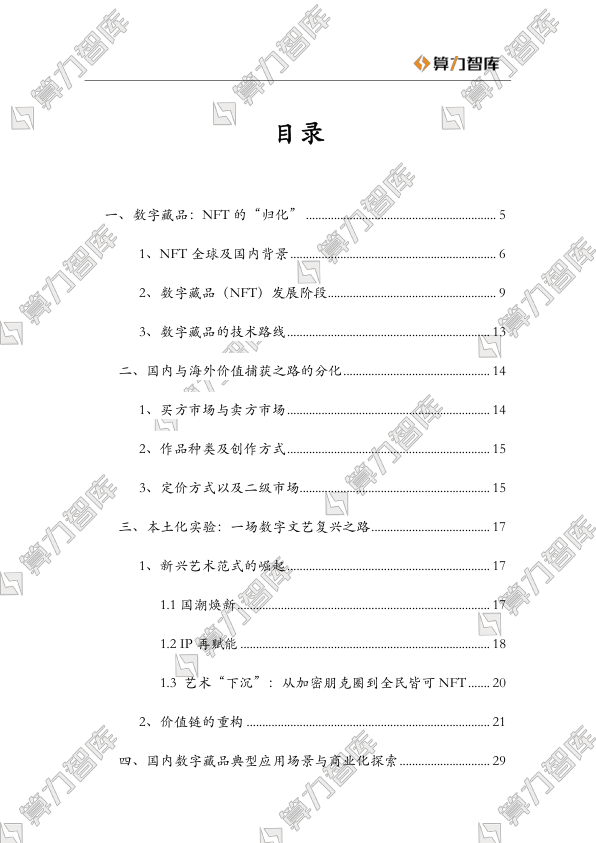 算力智库
目录
一、数字藏品：NFT 的“归化” ............................................................. 5
1、NFT 全球及国内背景 .................................................................. 6
2、数字藏品（NFT）发展阶段...................................................... 9
3、数字藏品的技术路线................................................................. 13
二、国内与海外价值捕获之路的分化............................................... 14
1、买方市场与卖方市场................................................................. 14
2、作品种类及创作方式................................................................. 15
3、定价方式以及二级市场............................................................. 15
三、本土化实验：一场数字文艺复兴之路...................................... 17
1、新兴艺术范式的崛起................................................................. 17
1.1 国潮焕新................................................................................. 17
1.2 IP 再赋能 ................................................................................ 18
1.3 艺术“下沉”：从加密朋克圈到全民皆可 NFT....... 20
2、价值链的重构 .............................................................................. 21
四、国内数字藏品典型应用场景与商业化探索............................. 29